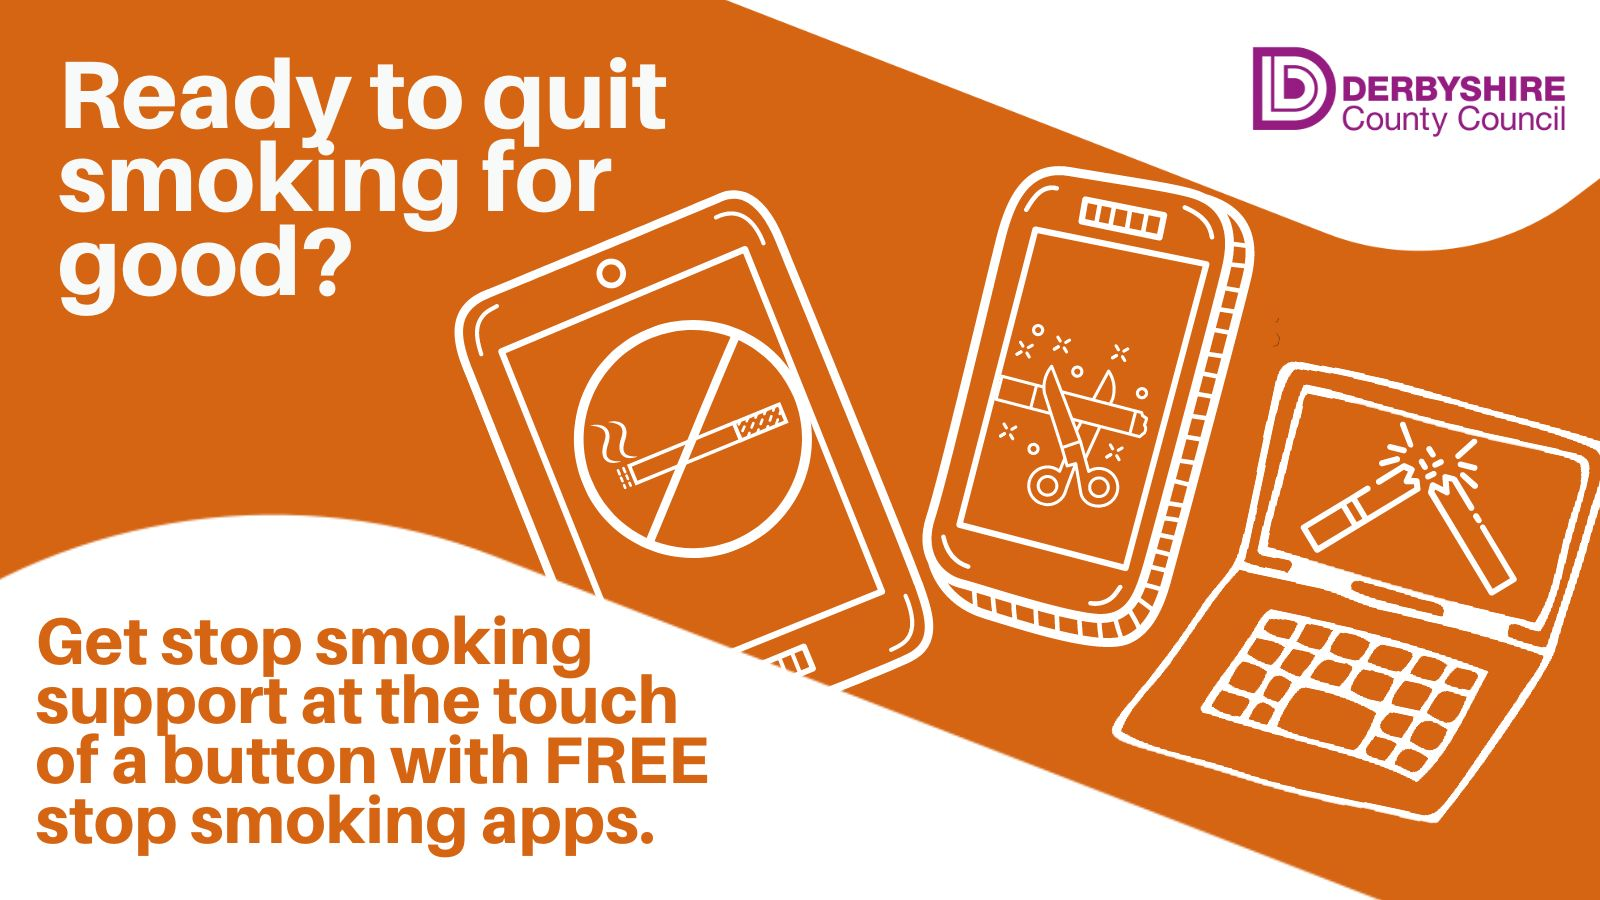 Ready to quit
smoking for
good?
DERBYSHIRE
County Council
Get stop smoking
support at the touch
of a button with FREE
stop smoking apps.